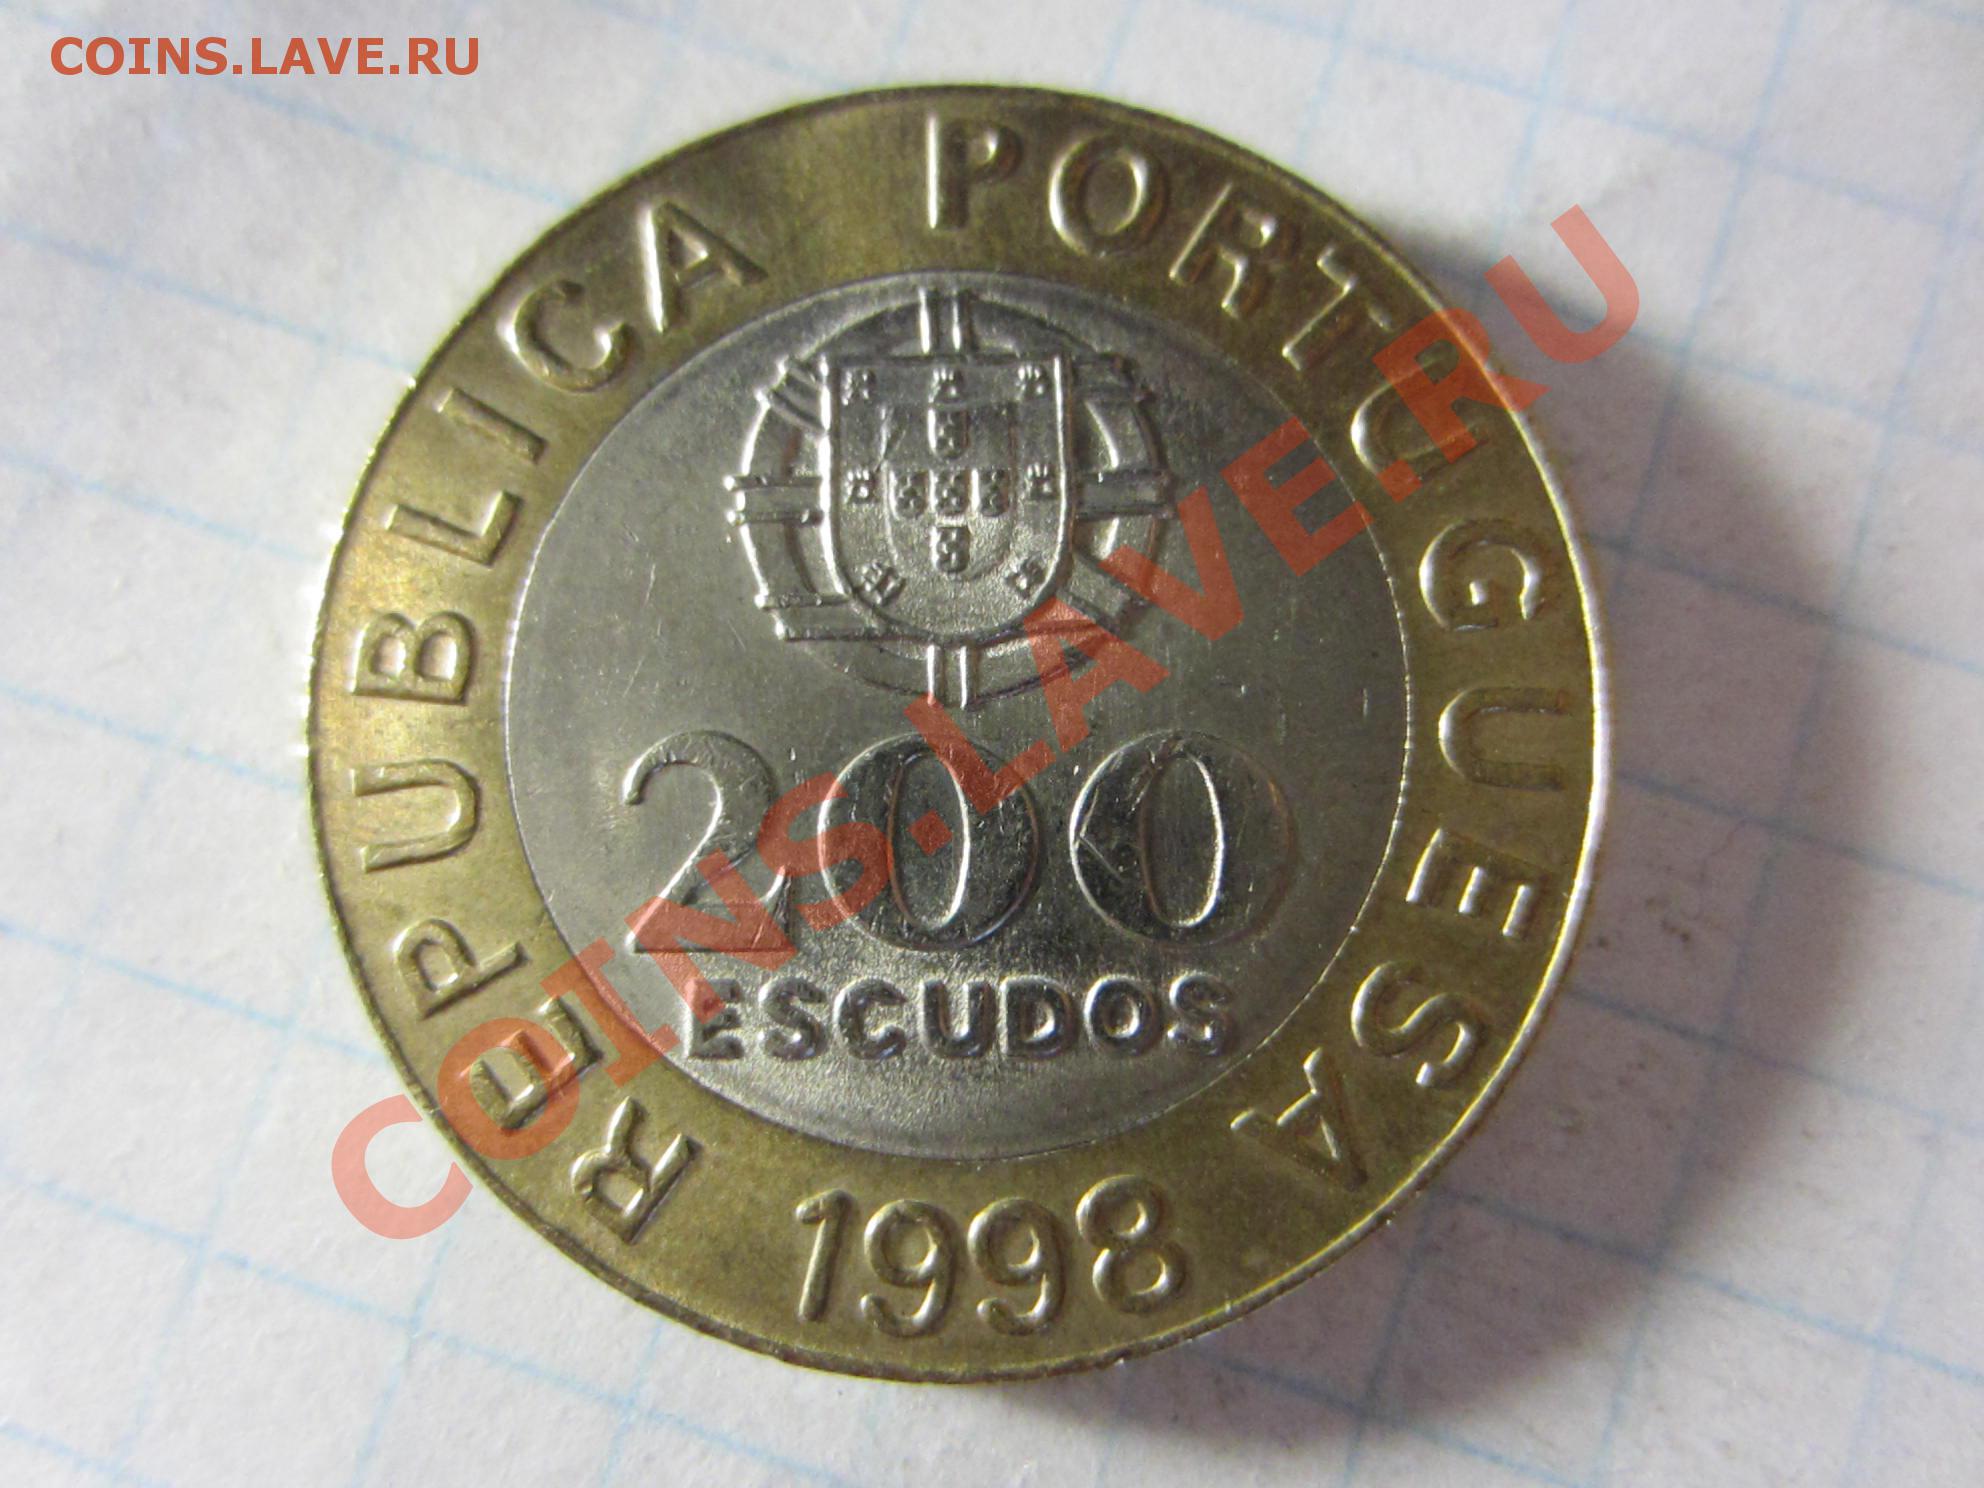 COINS.LAVE.RU
REPUBLICA PORTUGUESA
200
ESCUDOS
1998
COINS.LAVE.RU